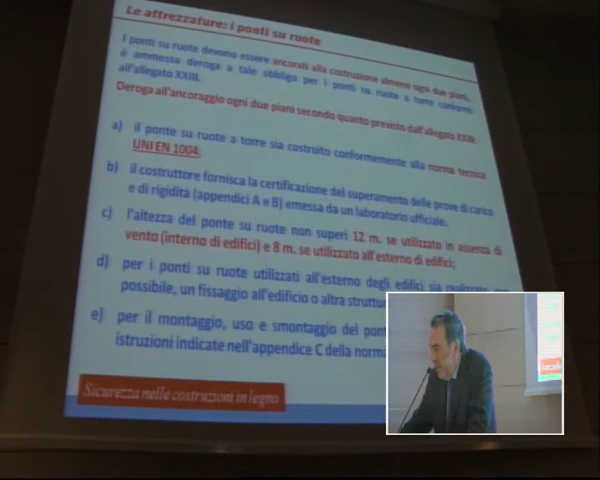 Le attrezzature: i ponti su ruote
I ponti su ruote devono essere ancorati alla costruzione almeno ogni due piani,
è ammessa deroga a tale obbligo per i ponti su ruote a torre conformi
all'allegato XXIII.
Deroga all'ancoraggio ogni due piani secondo quanto previsto dall'allegato XXIII:
a) il ponte su ruote a torre sia costruito conformemente alla norma tecnica
UNI EN 1004;
b) il costruttore fornisca la certificazione del superamento delle prove di carico
e di rigidità (appendici A e B) emessa da un laboratorio ufficiale.
c) l'altezza del ponte su ruote non superi 12 m. se utilizzato in assenza di
vento (interno di edifici) e 8 m. se utilizzato all'esterno di edifici;
d) per i ponti su ruote utilizzati all'esterno degli edifici sia
possibile, un fissaggio all'edificio o altra
e) per il montaggio, uso e smontaggio del
istruzioni indicate nell'appendice C della
Sicurezza nelle costruzioni in legno